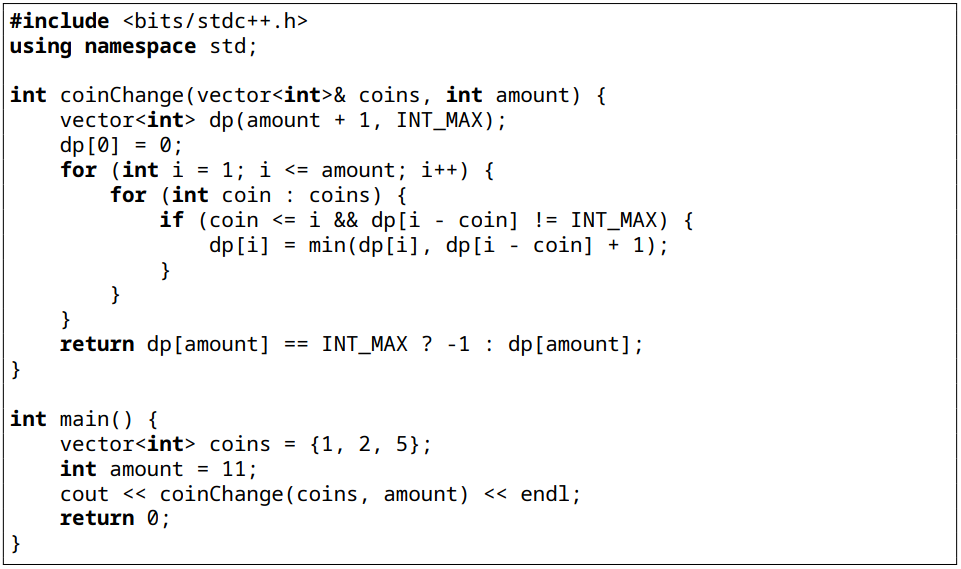 #include <bits/stdc++.h>
using namespace std;

int coinChange(vector<int>& coins, int amount) {
    vector<int> dp(amount + 1, INT_MAX);
    dp[0] = 0;
    for (int i = 1; i <= amount; i++) {
        for (int coin : coins) {
            if (coin <= i && dp[i - coin] != INT_MAX) {
                dp[i] = min(dp[i], dp[i - coin] + 1);
            }
        }
    }
    return dp[amount] == INT_MAX ? -1 : dp[amount];
}

int main() {
    vector<int> coins = {1, 2, 5};
    int amount = 11;
    cout << coinChange(coins, amount) << endl;
    return 0;
}